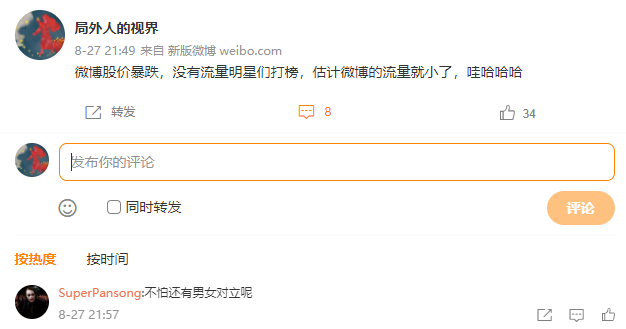 局外人的视界
8-27 21:49 来自 新版微博 weibo.com
微博股价暴跌，没有流量明星们打榜，估计微博的流量就小了，哇哈哈哈
转发 8 34
发布你的评论
同时转发 评论
按热度 按时间
SuperPansong:不怕还有男女对立呢
8-27 21:57